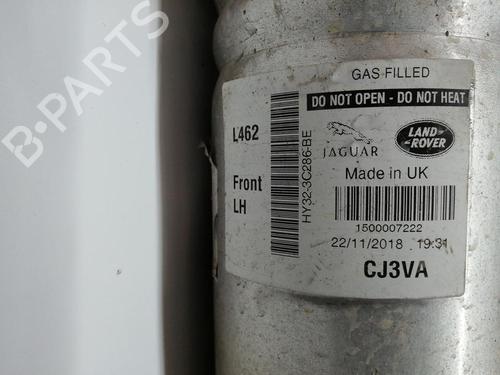 B-PARTS
GAS FILLED
DO NOT OPEN - DO NOT HEAT
L462
JAGUAR
LAND
ROVER
Made in UK
Front
LH
HY32-3C286-BE
1500007222
22/11/2018 19:31
CJ3VA